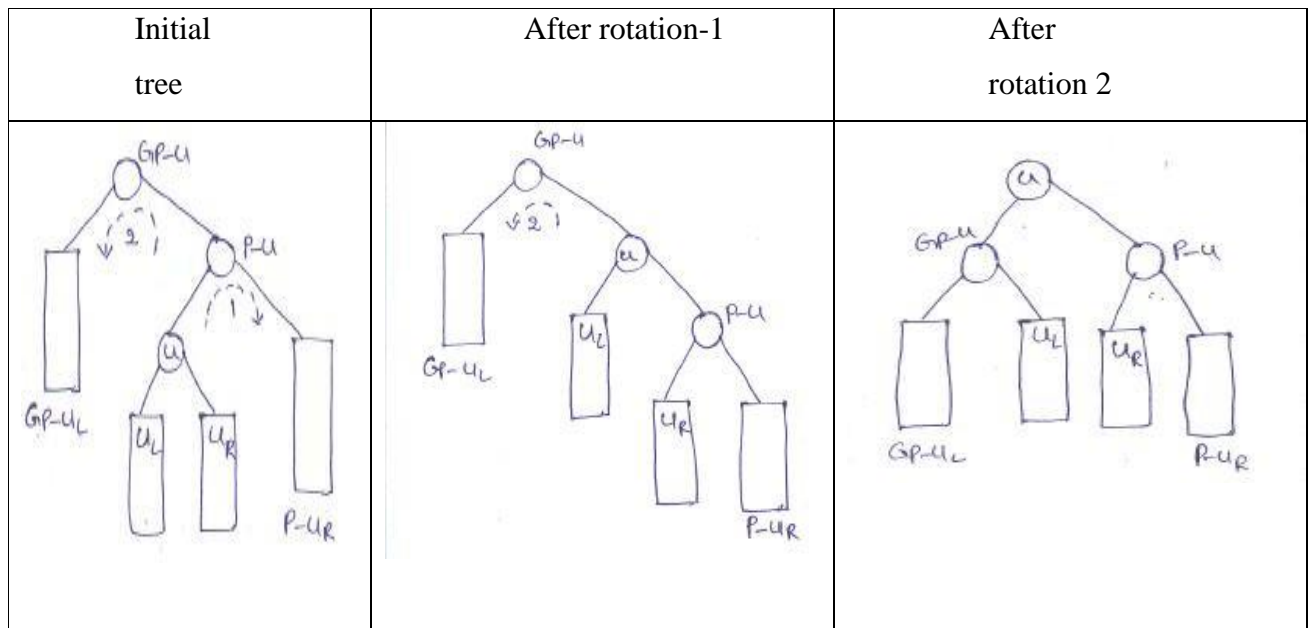 Initial
tree
After rotation-1
After
rotation 2
GP-u
2
P-u
1
u
GP-uL
uL
uR
P-uR
GP-u
2
u
P-u
uL
GP-uL
uR
P-uR
u
GP-u
P-u
uL
uR
GP-uL
P-uR